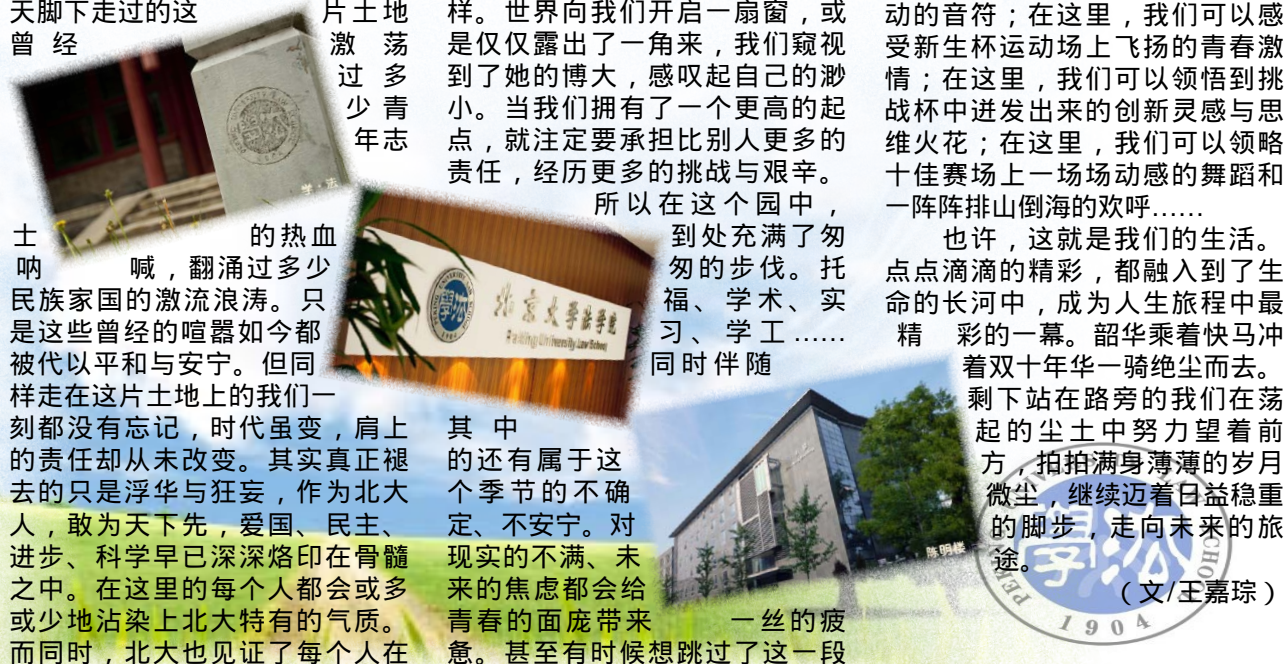 天脚下走过的这 片土地
曾经 激荡
过多
少青
年志
士 的热血
呐 喊，翻涌过多少
民族家国的激流浪涛。只
是这些曾经的喧嚣如今都
被代以平和与安宁。但同
样走在这片土地上的我们一
刻都没有忘记，时代虽变，肩上
的责任却从未改变。其实真正褪
去的只是浮华与狂妄，作为北大
人，敢为天下先，爱国、民主、
进步、科学早已深深烙印在骨髓
之中。在这里的每个人都会或多
或少地沾染上北大特有的气质。
而同时，北大也见证了每个人在
样。世界向我们开启一扇窗，或
是仅仅露出了一角来，我们窥视
到了她的博大，感叹起自己的渺
小。当我们拥有了一个更高的起
点，就注定要承担比别人更多的
责任，经历更多的挑战与艰辛。
所以在这个园中，
到处充满了匆
匆的步伐。托
福、学术、实
习、学工……
同时伴随
其中
的还有属于这
个季节的不确
定、不安宁。对
现实的不满、未
来的焦虑都会给
青春的面庞带来 一丝的疲
惫。甚至有时候想跳过了这一段
动的音符；在这里，我们可以感
受新生杯运动场上飞扬的青春激
情；在这里，我们可以领悟到挑
战杯中迸发出来的创新灵感与思
维火花；在这里，我们可以领略
十佳赛场上一场场动感的舞蹈和
一阵阵排山倒海的欢呼……
也许，这就是我们的生活。
点点滴滴的精彩，都融入到了生
命的长河中，成为人生旅程中最
精 彩的一幕。韶华乘着快马冲
着双十年华一骑绝尘而去。
剩下站在路旁的我们在荡
起的尘土中努力望着前
方，拍拍满身薄薄的岁月
微尘，继续迈着日益稳重
的脚步，走向未来的旅
途。
（文/王嘉琮）
北京大学法学院
Peking University Law School
1904
陈明楼
學法
1904